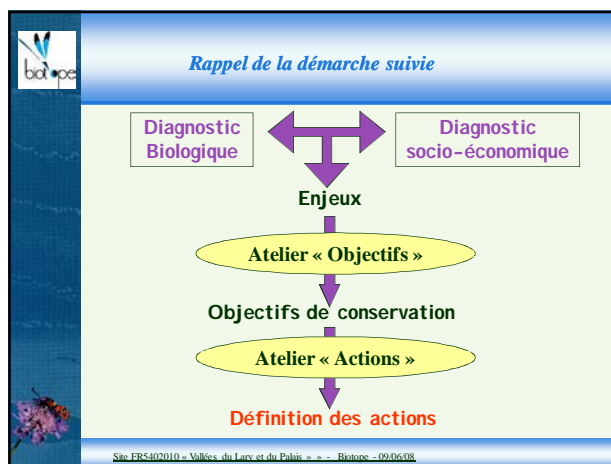 biotope
Rappel de la démarche suivie
Diagnostic
Biologique
Diagnostic
socio-économique
Enjeux
Atelier « Objectifs »
Objectifs de conservation
Atelier « Actions »
Définition des actions
Site FR5402010 « Vallées du Lary et du Palais » » - Biotope - 09/06/08